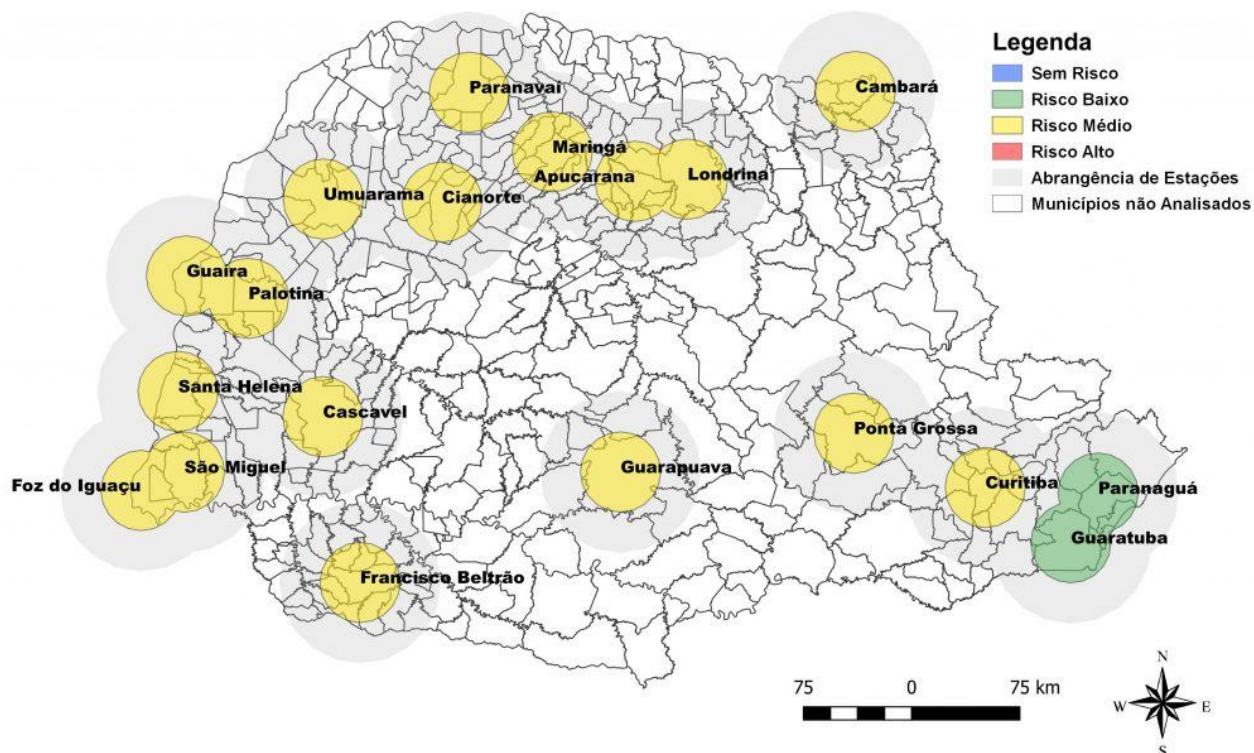 Legenda
Sem Risco
Risco Baixo
Risco Médio
Risco Alto
Abrangência de Estações
Municípios não Analisados
Paranavaí
Cambará
Maringá
Apucarana
Londrina
Umuarama
Cianorte
Guaíra
Palotina
Santa Helena
Cascavel
Ponta Grossa
São Miguel
Guarapuava
Foz do Iguaçu
Curitiba
Paranaguá
Guaratuba
Francisco Beltrão
75 0 75 km
N
W E
S